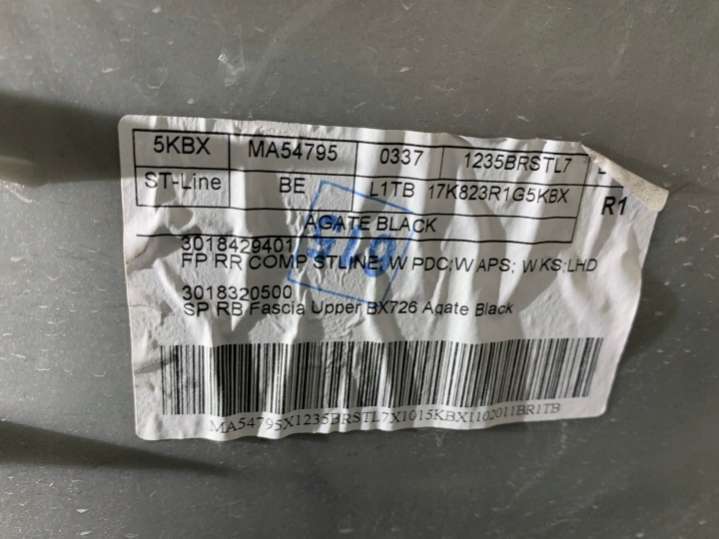 5KBX MA54795 0337 1235BRSTL7
ST-Line BE L1TB 17K823R1G5KBX R1
AGATE BLACK
3018429401
FP RR COMP STLINE; W PDC;W APS; W KS;LHD
3018320500
SP RB Fascia Upper BX726 Agate Black
MA54795X1235BRSTL7X1015KBX1102011BR1TB